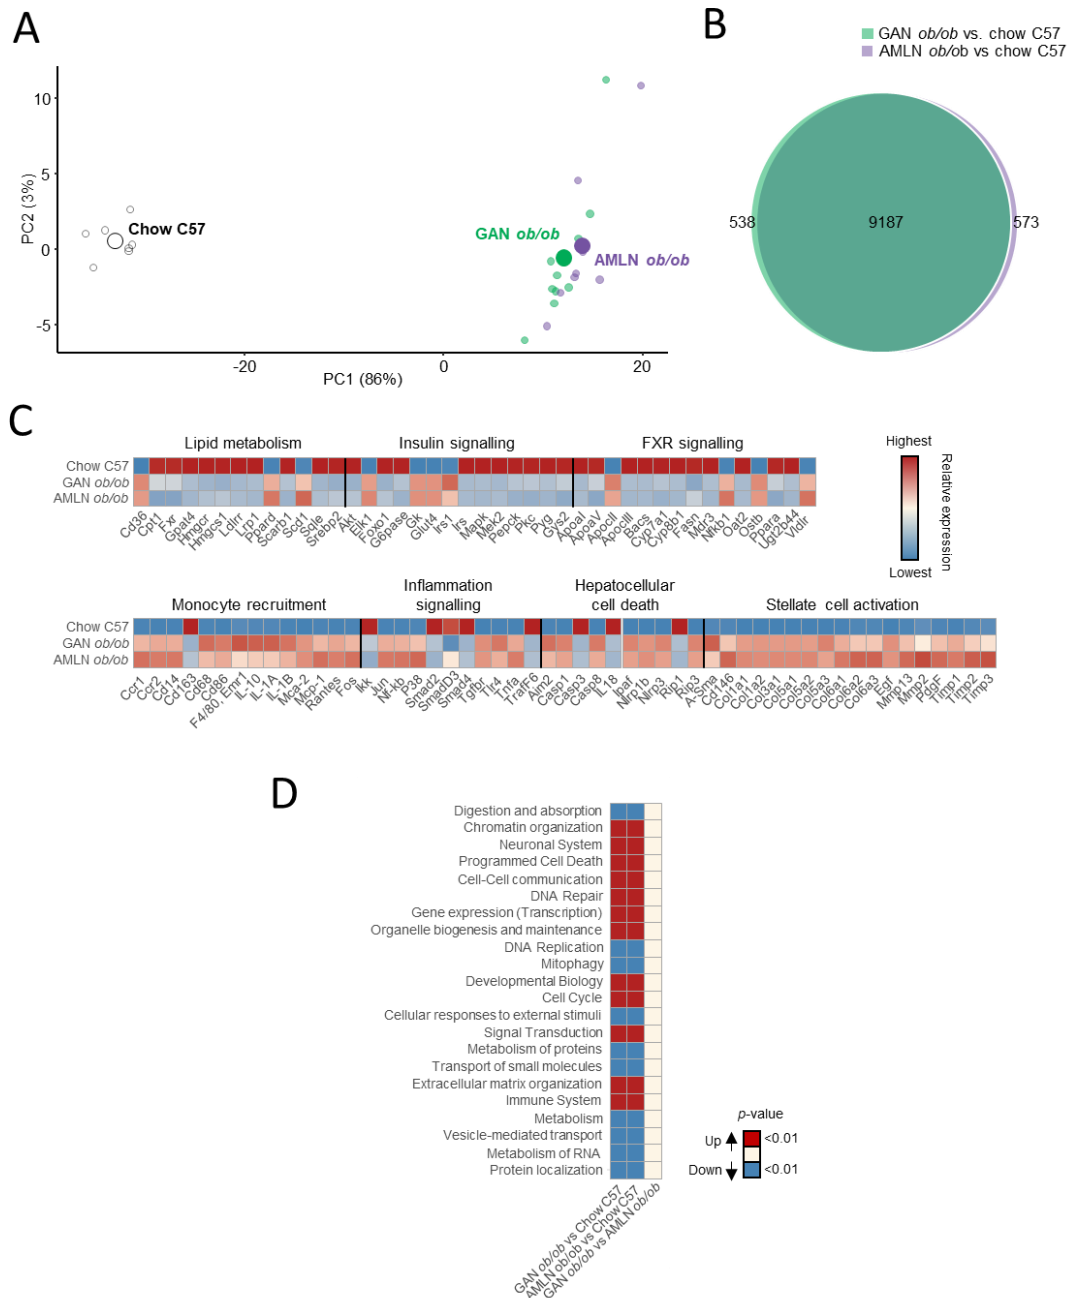 A
PC2 (3%)
10
5
0
-5
Chow C57
GAN ob/ob
AMLN ob/ob
-20
0
20
PC1 (86%)
B
GAN ob/ob vs. chow C57
AMLN ob/ob vs chow C57
538
9187
573
C
Lipid metabolism
Insulin signalling
FXR signalling
Chow C57
GAN ob/ob
AMLN ob/ob
Cd36 Cpt1 Fxr Gpat4 Hmgcr Hmgcs1 Ldlrr Lrp1 Ppard Scarb1 Scd1 Sqle Srebp2 Akt Elk1 Foxo1 G6pase Gk Glut4 Irs1 Irs Mapk Mek2 Pepck Pkc Pyg Gys2 ApoaI ApoaV ApocII ApocIII Bacs Cyp7a1 Cyp8b1 Fasn Mdr3 Nfkb1 Oat2 Ostb Ppara Ugt2b44 Vldlr
Highest
Relative expression
Lowest
Monocyte recruitment
Inflammation
signalling
Hepatocellular
cell death
Stellate cell activation
Chow C57
GAN ob/ob
AMLN ob/ob
Ccr1 Ccr2 Cd14 Cd163 Cd68 Cd86 F4/80, Emr1 IL-10 IL-1A IL-1B Mca-2 Mcp-1 Rantes Fos Ikk Jun Nf-kb P38 Smad2 SmadD3 Smad4 Tgfbr Tlr4 Tnfa TrafF6 Aim2 Casp1 Casp3 Casp8 IL18 Ipaf Nlrp1b Nlrp3 Rip1 Rip3 A-Sma Cd146 Col1a1 Col1a2 Col3a1 Col5a1 Col5a2 Col5a3 Col6a1 Col6a2 Col6a3 Egf Mmp13 Mmp2 PdgF Timp1 Timp2 Timp3
D
Digestion and absorption
Chromatin organization
Neuronal System
Programmed Cell Death
Cell-Cell communication
DNA Repair
Gene expression (Transcription)
Organelle biogenesis and maintenance
DNA Replication
Mitophagy
Developmental Biology
Cell Cycle
Cellular responses to external stimuli
Signal Transduction
Metabolism of proteins
Transport of small molecules
Extracellular matrix organization
Immune System
Metabolism
Vesicle-mediated transport
Metabolism of RNA
Protein localization
GAN ob/ob vs Chow C57
AMLN ob/ob vs Chow C57
GAN ob/ob vs AMLN ob/ob
p-value
Up
<0.01
Down
<0.01